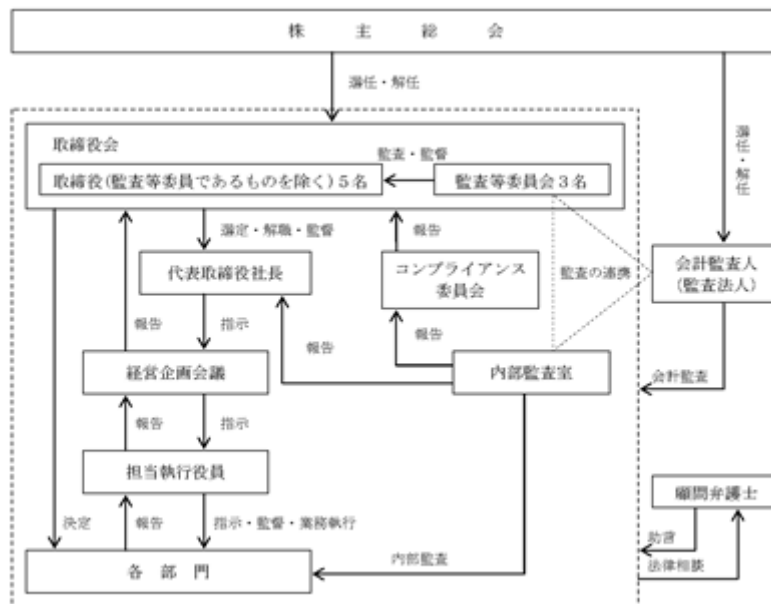 株主総会
選任・解任
選任・解任
取締役会
監査・監督
取締役(監査等委員であるものを除く)5名
監査等委員会3名
選定・解職・監督
報告
代表取締役社長
コンプライアンス
委員会
監査の連携
会計監査人
(監査法人)
報告
指示
報告
報告
経営企画会議
内部監査室
会計監査
報告
指示
担当執行役員
顧問弁護士
決定
報告
指示・監督・業務執行
助言
内部監査
法律相談
各部門